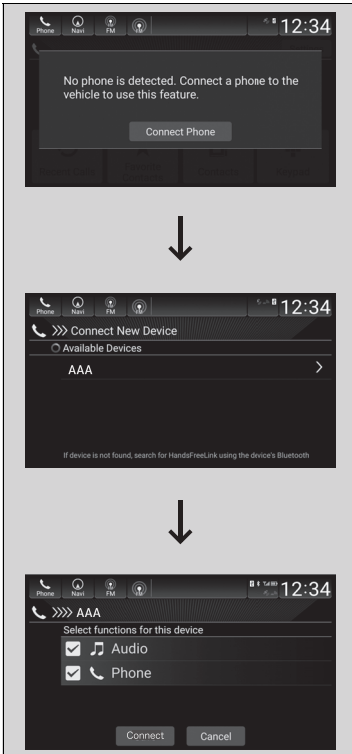 Phone Navi FM 12:34
No phone is detected. Connect a phone to the
vehicle to use this feature.
Connect Phone
Phone Navi FM 12:34
Connect New Device
Available Devices
AAA
If device is not found, search for HandsFreeLink using the device's Bluetooth
Phone Navi FM 12:34
AAA
Select functions for this device
Audio
Phone
Connect Cancel